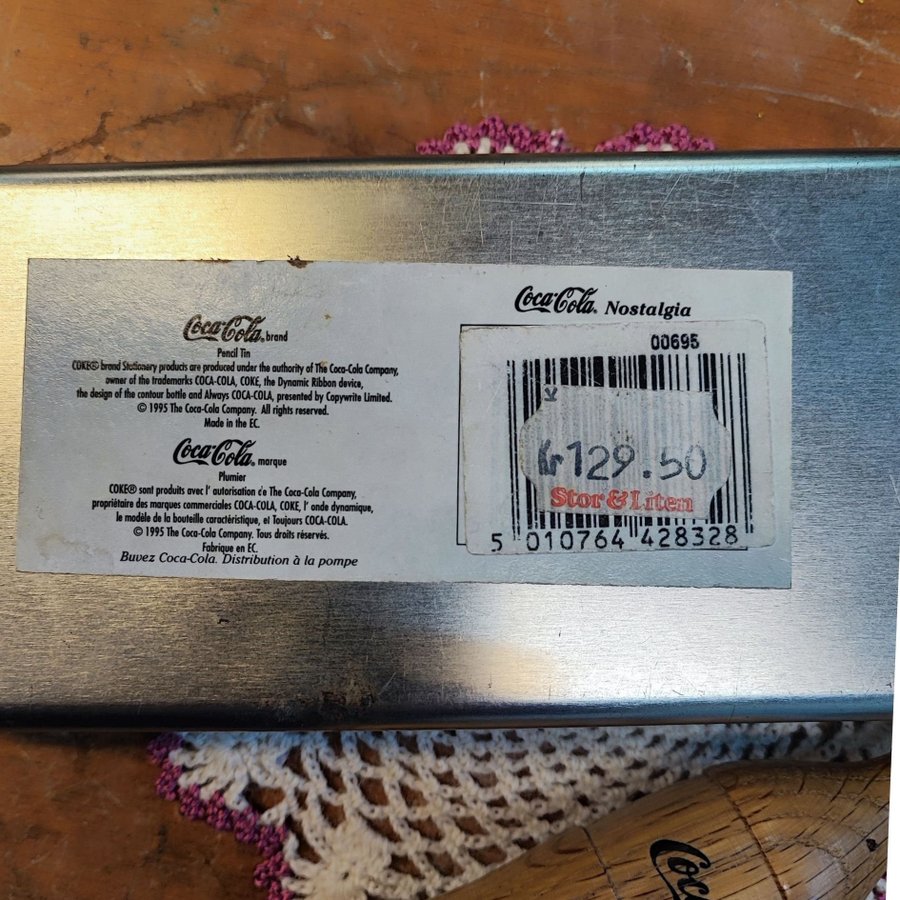 Coca-Cola® brand
Pencil Tin
COKE® brand Stationery products are produced under the authority of The Coca-Cola Company,
owner of the trademarks COCA-COLA, COKE, the Dynamic Ribbon device,
the design of the contour bottle and Always COCA-COLA, presented by Copywrite Limited.
© 1995 The Coca-Cola Company. All rights reserved.
Made in the EC.
Coca-Cola® marque
Plumier
COKE® sont produits avec l' autorisation de The Coca-Cola Company,
propriétaire des marques commerciales COCA-COLA, COKE, l' onde dynamique,
le modèle de la bouteille caractéristique, el Toujours COCA-COLA.
© 1995 The Coca-Cola Company. Tous droits réservés.
Fabrique en EC.
Buvez Coca-Cola. Distribution à la pompe
Coca-Cola® Nostalgia
00695
V
kr 129.50
Stor & Liten
5 010764 428328
Coc